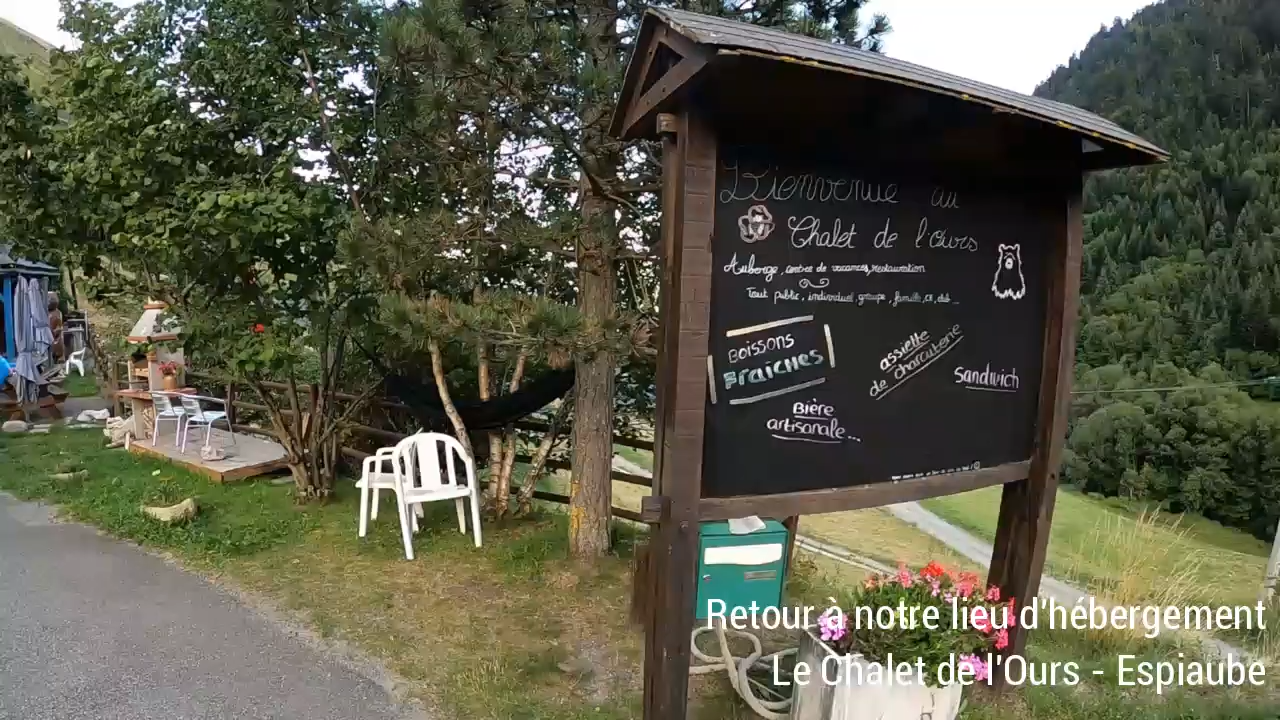 Bienvenue au
Chalet de l'Ours
Auberge, centre de vacances, restauration
Tout public, individuel, groupe, famille, CE, club...
Boissons
FRAICHES
assiette
de charcuterie
Sandwich
Bière
artisanale...
Retour à notre lieu d'hébergement
Le Chalet de l'Ours - Espiaube